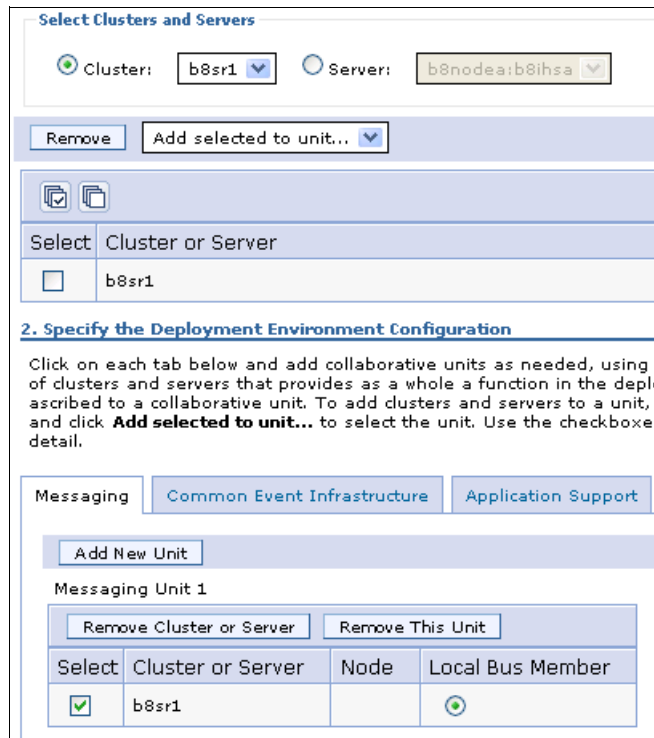 Select Clusters and Servers
Cluster: b8sr1 Server: b8nodea:b8ihsa
Remove Add selected to unit...
Select Cluster or Server
b8sr1
2. Specify the Deployment Environment Configuration
Click on each tab below and add collaborative units as needed, using
of clusters and servers that provides as a whole a function in the depl
ascribed to a collaborative unit. To add clusters and servers to a unit,
and click Add selected to unit... to select the unit. Use the checkboxe
detail.
Messaging Common Event Infrastructure Application Support
Add New Unit
Messaging Unit 1
Remove Cluster or Server Remove This Unit
Select Cluster or Server Node Local Bus Member
b8sr1